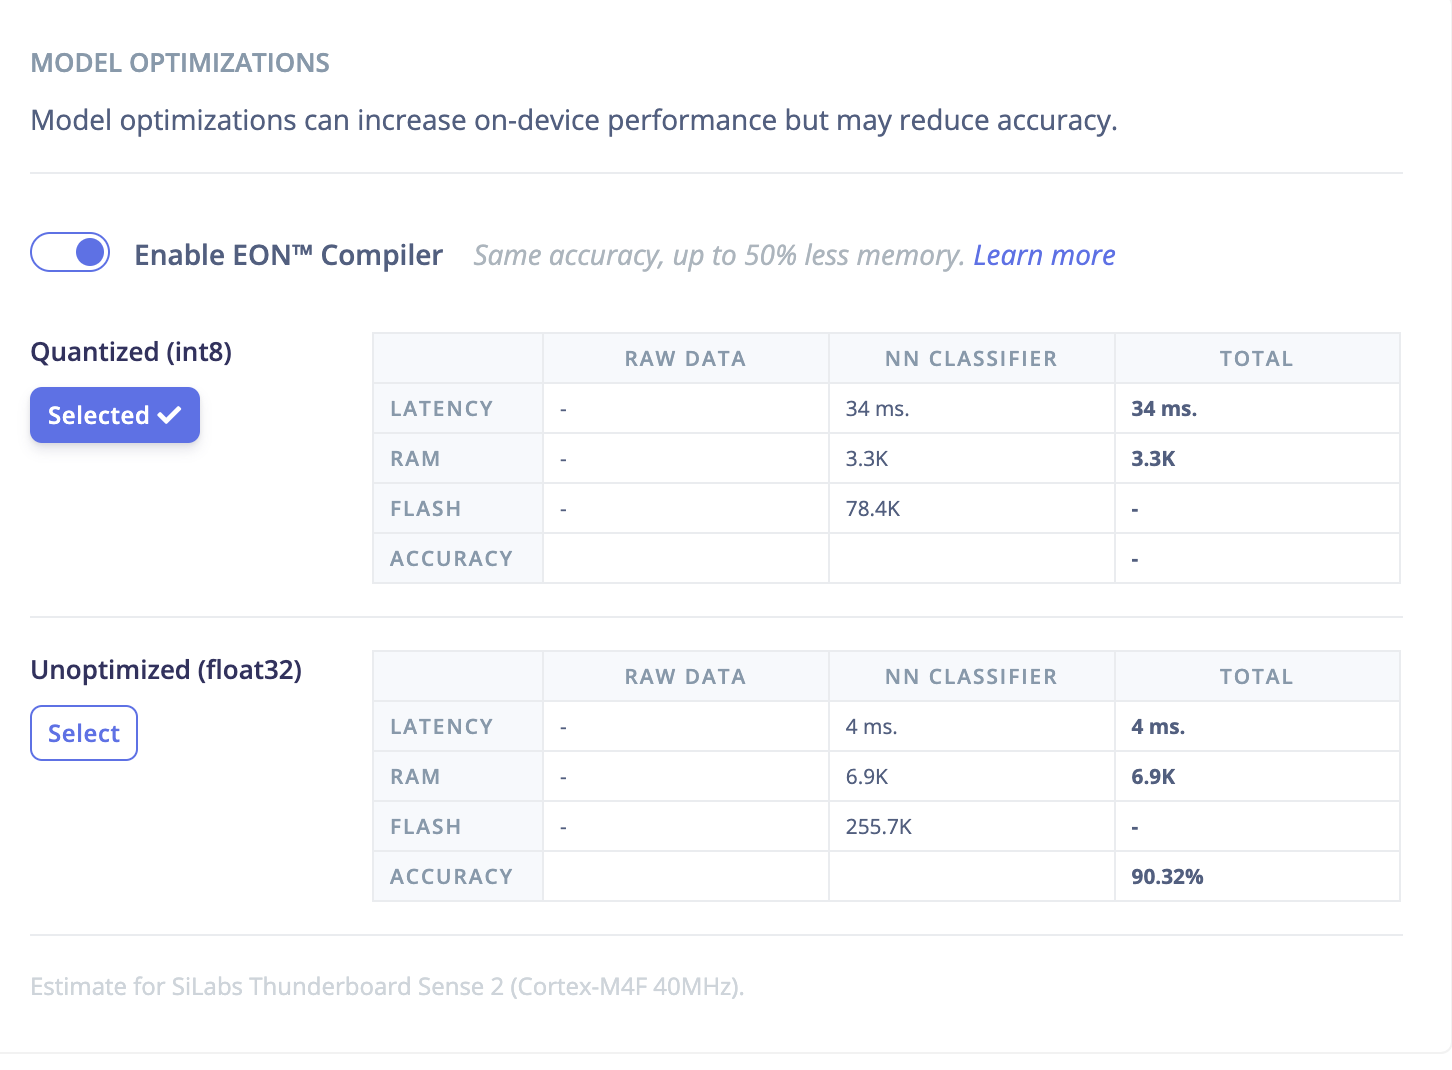 MODEL OPTIMIZATIONS
Model optimizations can increase on-device performance but may reduce accuracy.
Enable EON™ Compiler Same accuracy, up to 50% less memory. Learn more
Quantized (int8)
Selected
RAW DATA NN CLASSIFIER TOTAL
LATENCY - 34 ms. 34 ms.
RAM - 3.3K 3.3K
FLASH - 78.4K -
ACCURACY -
Unoptimized (float32)
Select
RAW DATA NN CLASSIFIER TOTAL
LATENCY - 4 ms. 4 ms.
RAM - 6.9K 6.9K
FLASH - 255.7K -
ACCURACY 90.32%
Estimate for SiLabs Thunderboard Sense 2 (Cortex-M4F 40MHz).